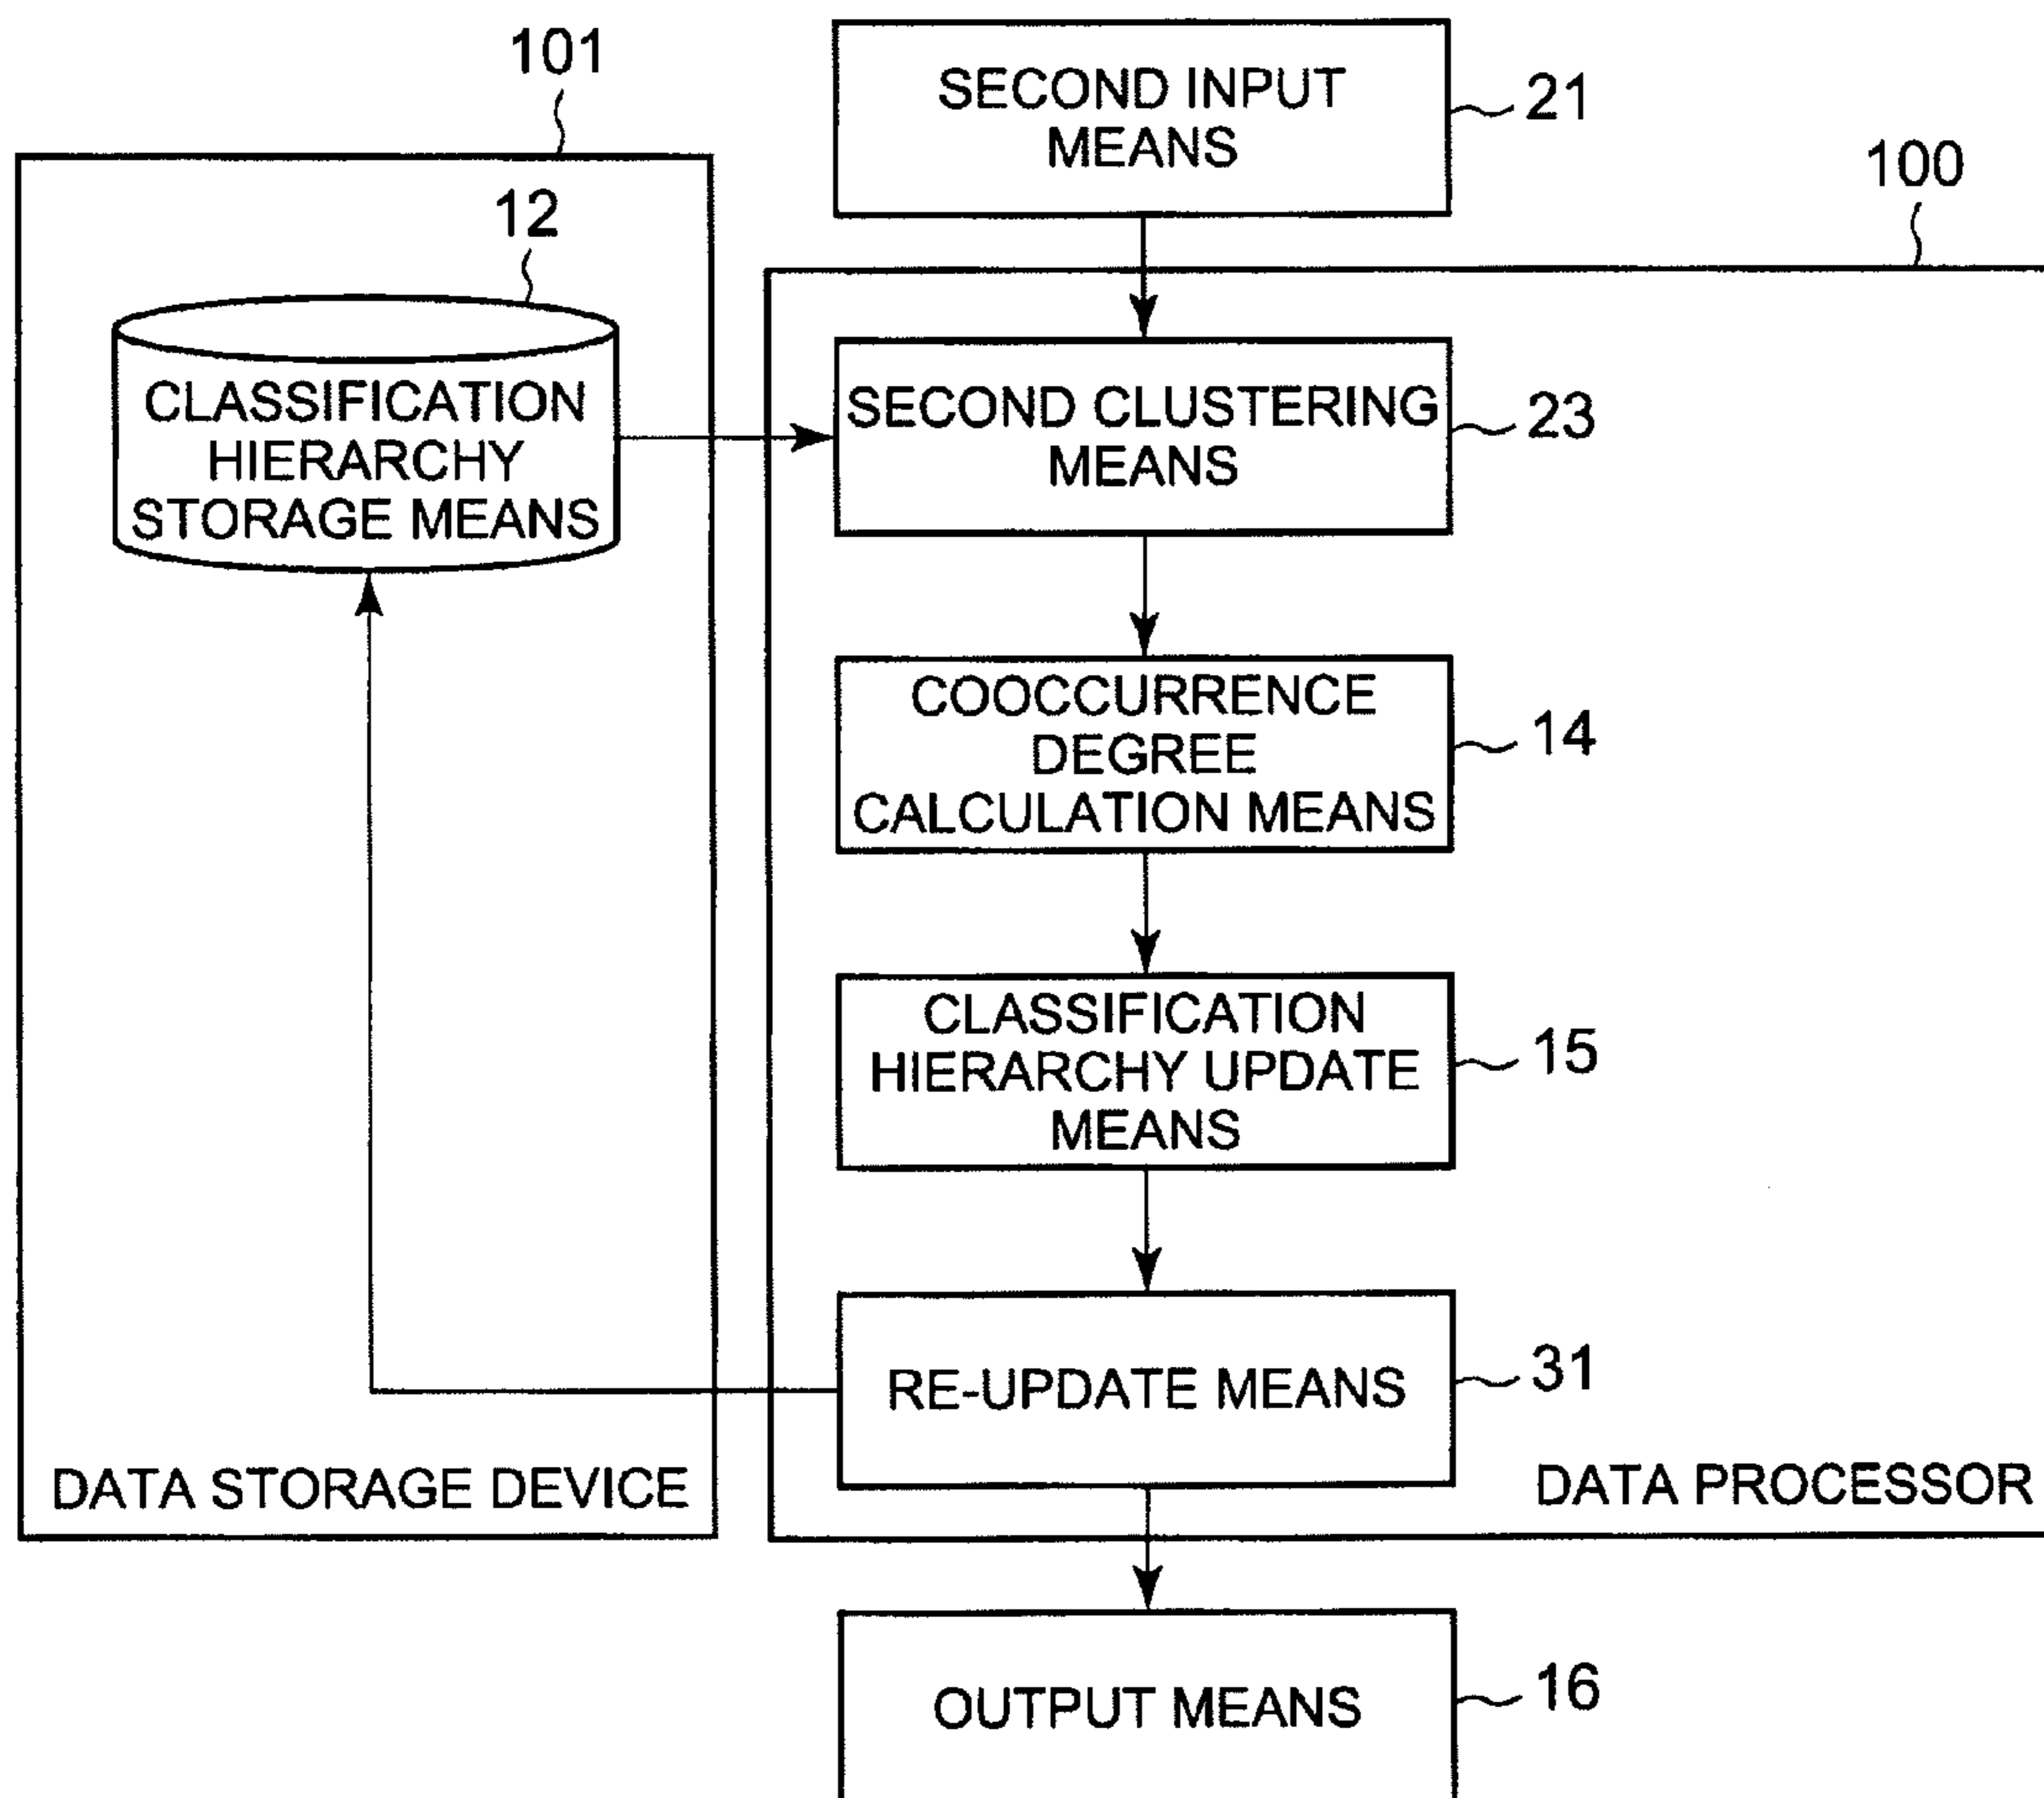 101
SECOND INPUT
MEANS
21
100
12
CLASSIFICATION
HIERARCHY
STORAGE MEANS
SECOND CLUSTERING
MEANS
23
COOCCURRENCE
DEGREE
CALCULATION MEANS
14
CLASSIFICATION
HIERARCHY UPDATE
MEANS
15
RE-UPDATE MEANS
31
DATA STORAGE DEVICE
DATA PROCESSOR
OUTPUT MEANS
16